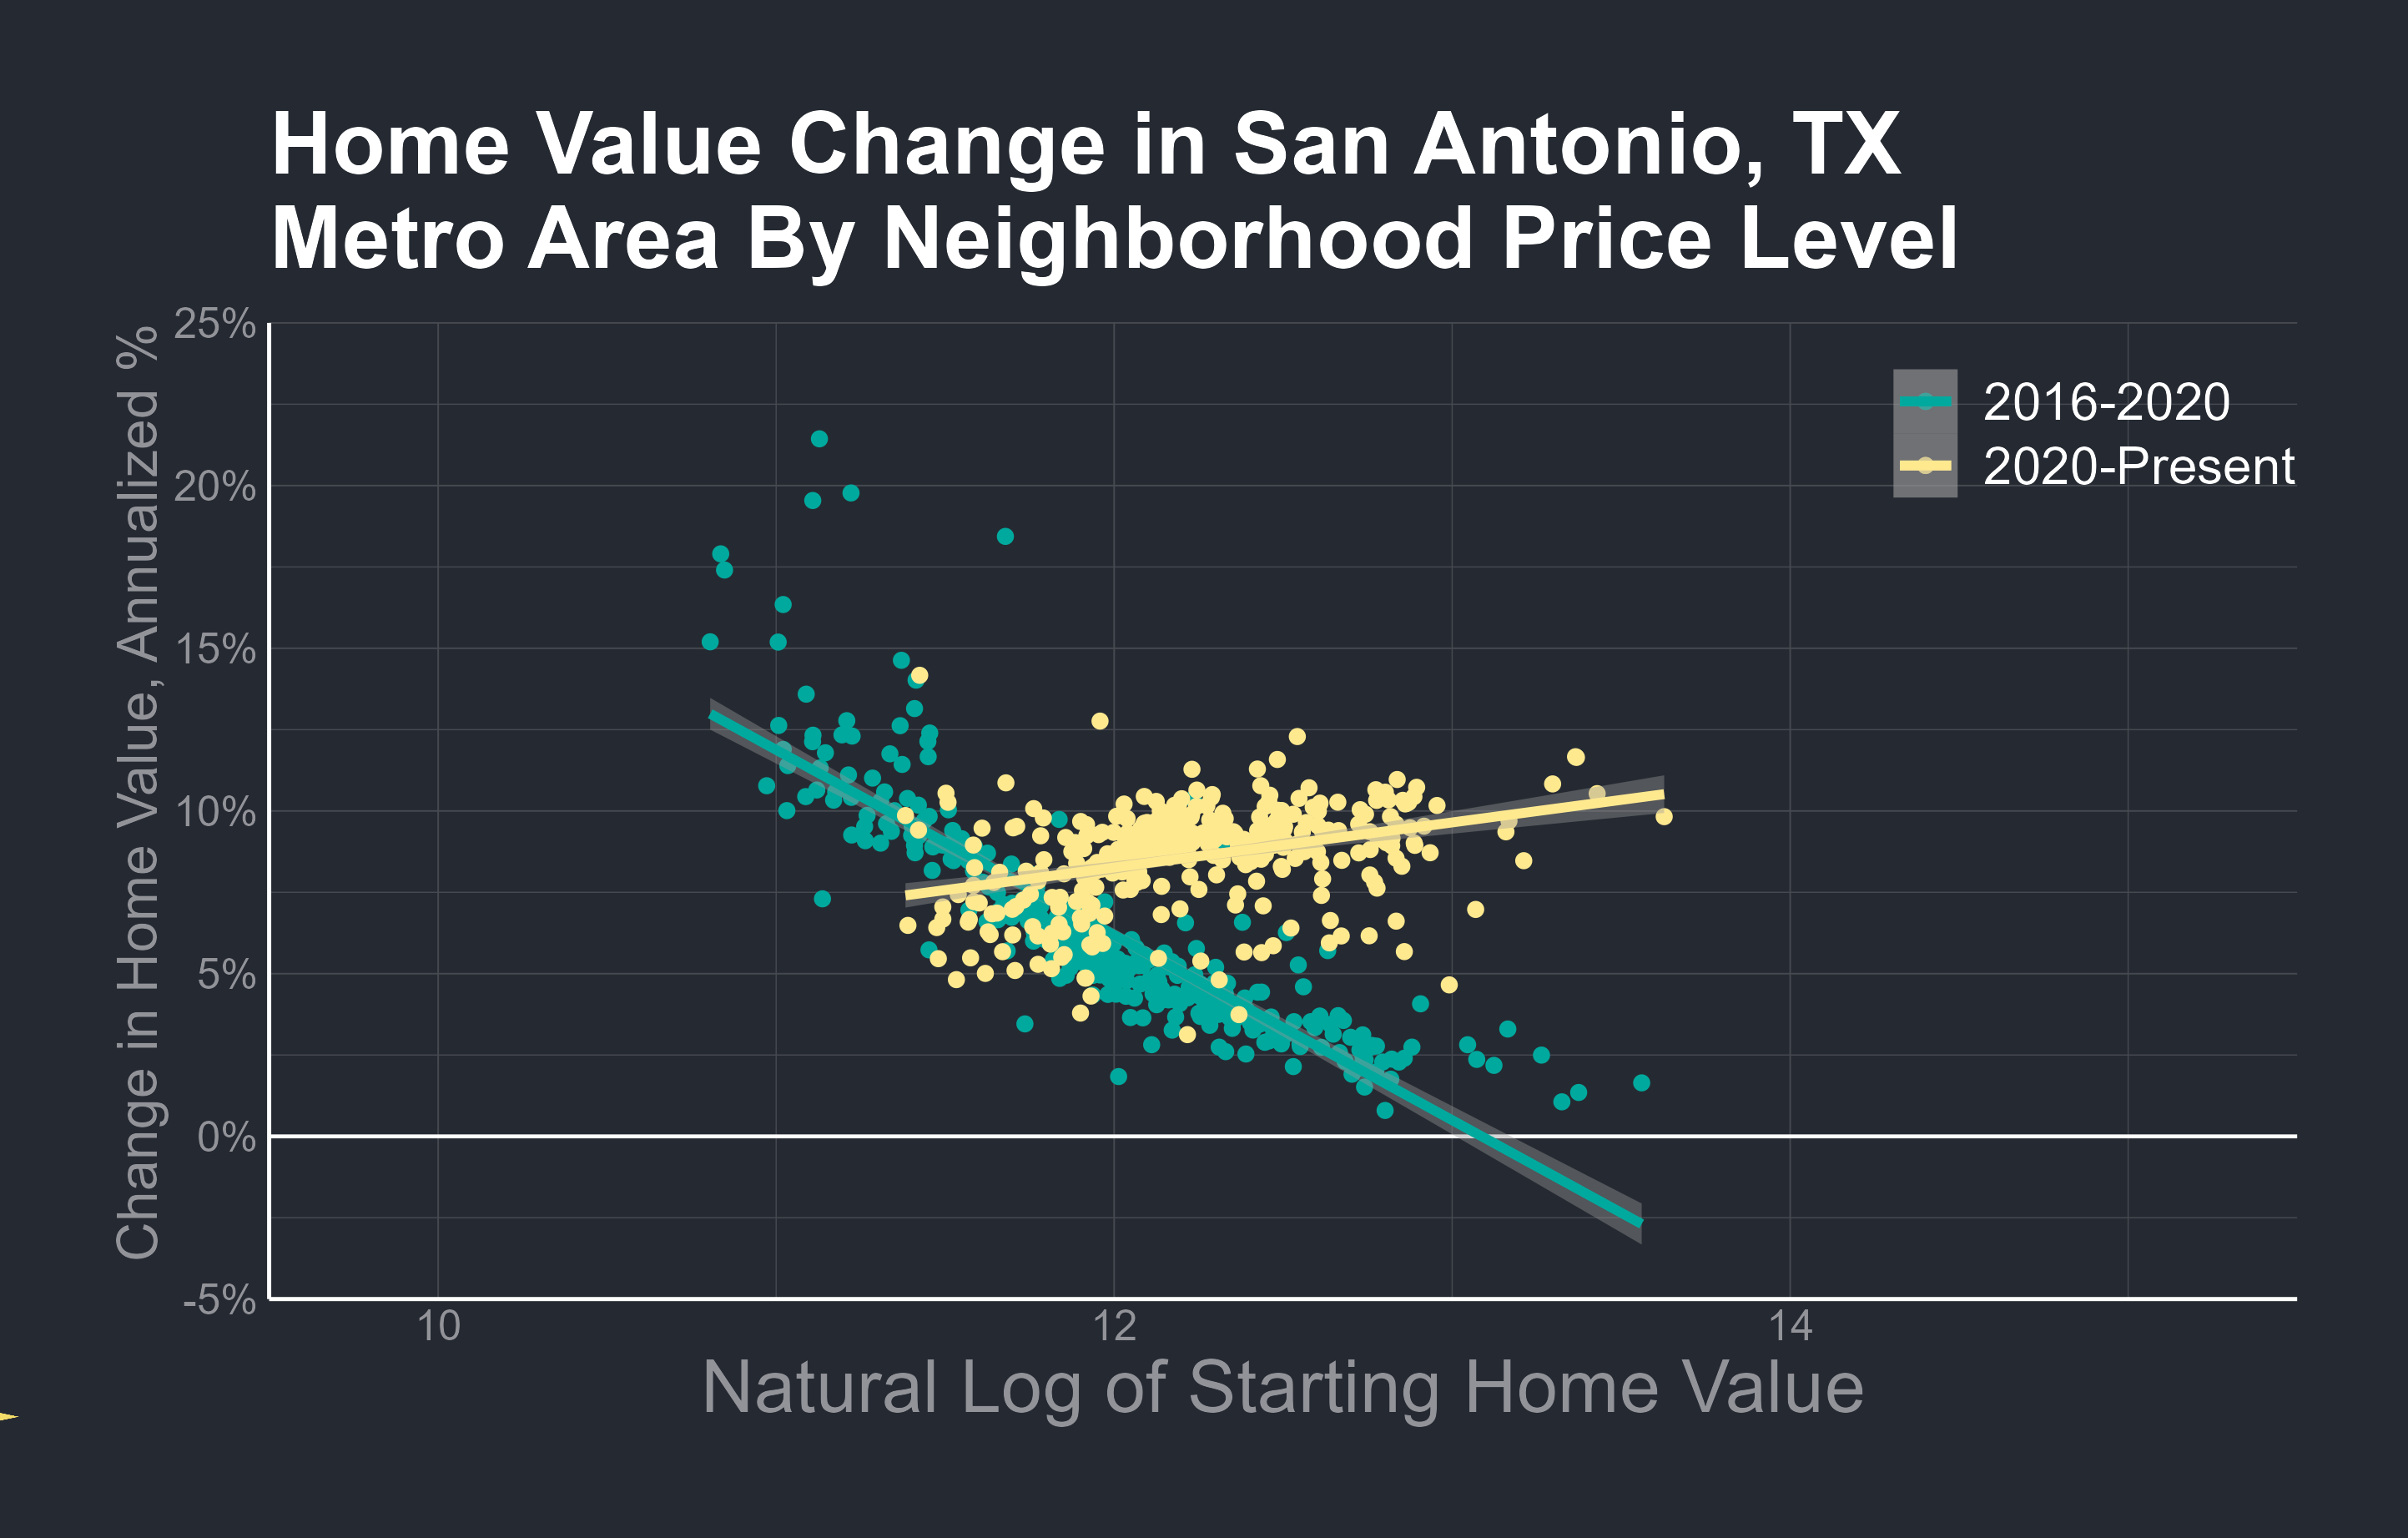 Home Value Change in San Antonio, TX
Metro Area By Neighborhood Price Level
Change in Home Value, Annualized %
25%
20%
15%
10%
5%
0%
-5%
2016-2020
2020-Present
10
12
14
Natural Log of Starting Home Value